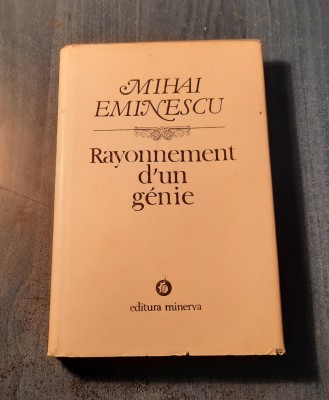 MIHAI
EMINESCU
Rayonnement
d'un
génie
editura minerva